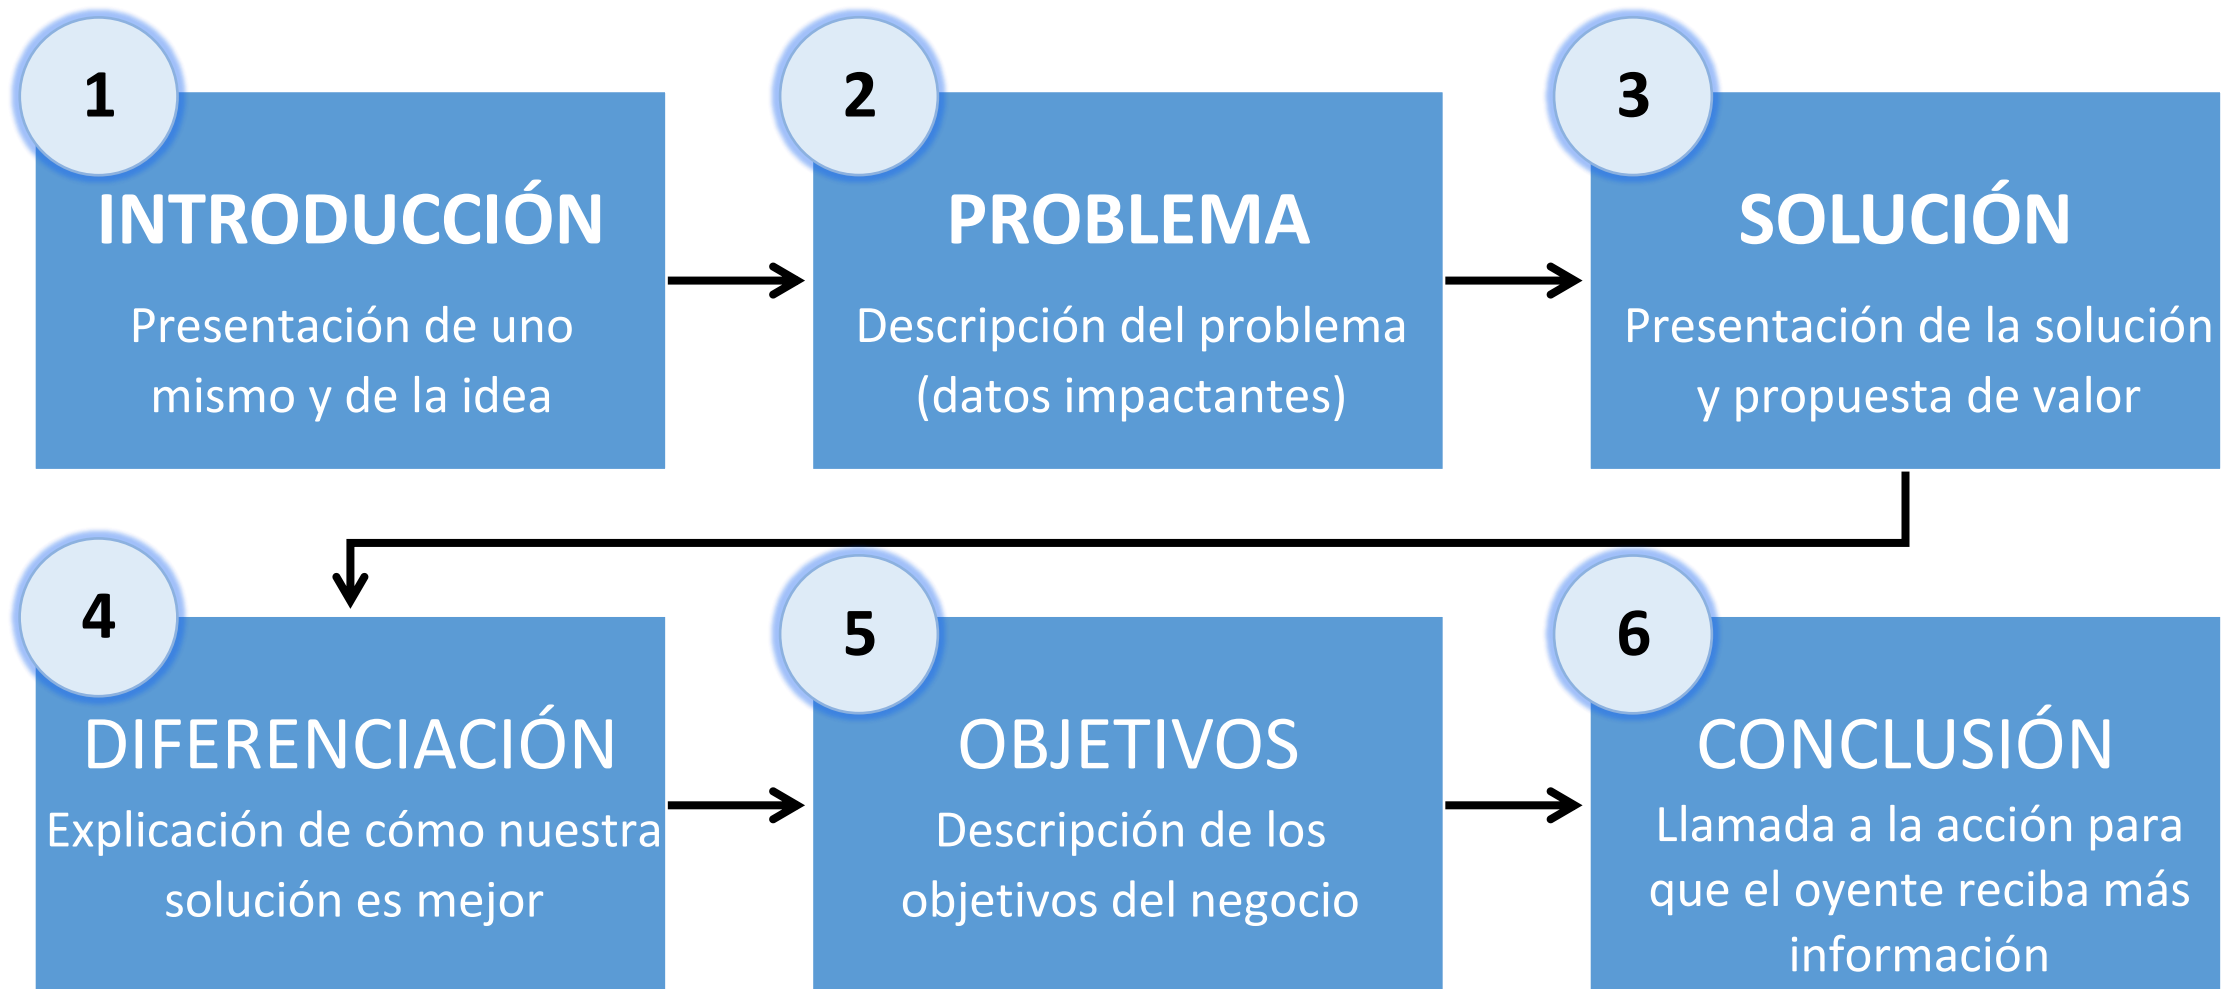 1
INTRODUCCIÓN
Presentación de uno
mismo y de la idea
2
PROBLEMA
Descripción del problema
(datos impactantes)
3
SOLUCIÓN
Presentación de la solución
y propuesta de valor
4
DIFERENCIACIÓN
Explicación de cómo nuestra
solución es mejor
5
OBJETIVOS
Descripción de los
objetivos del negocio
6
CONCLUSIÓN
Llamada a la acción para
que el oyente reciba más
información